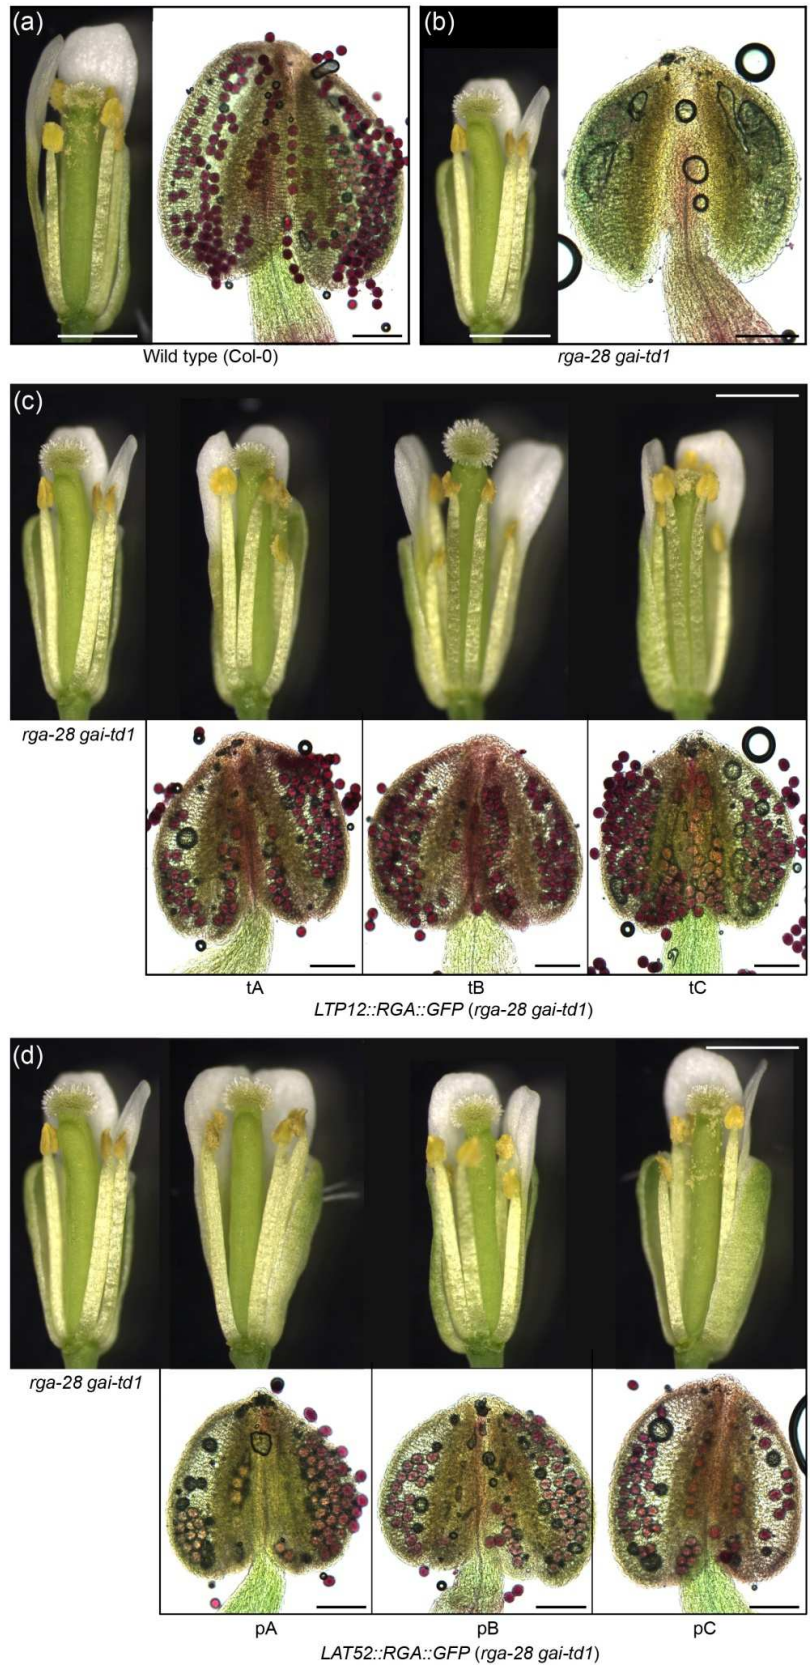 (a)
(b)
Wild type (Col-0)
rga-28 gai-td1
(c)
rga-28 gai-td1
tA
tB
tC
LTP12::RGA::GFP (rga-28 gai-td1)
(d)
rga-28 gai-td1
pA
pB
pC
LAT52::RGA::GFP (rga-28 gai-td1)